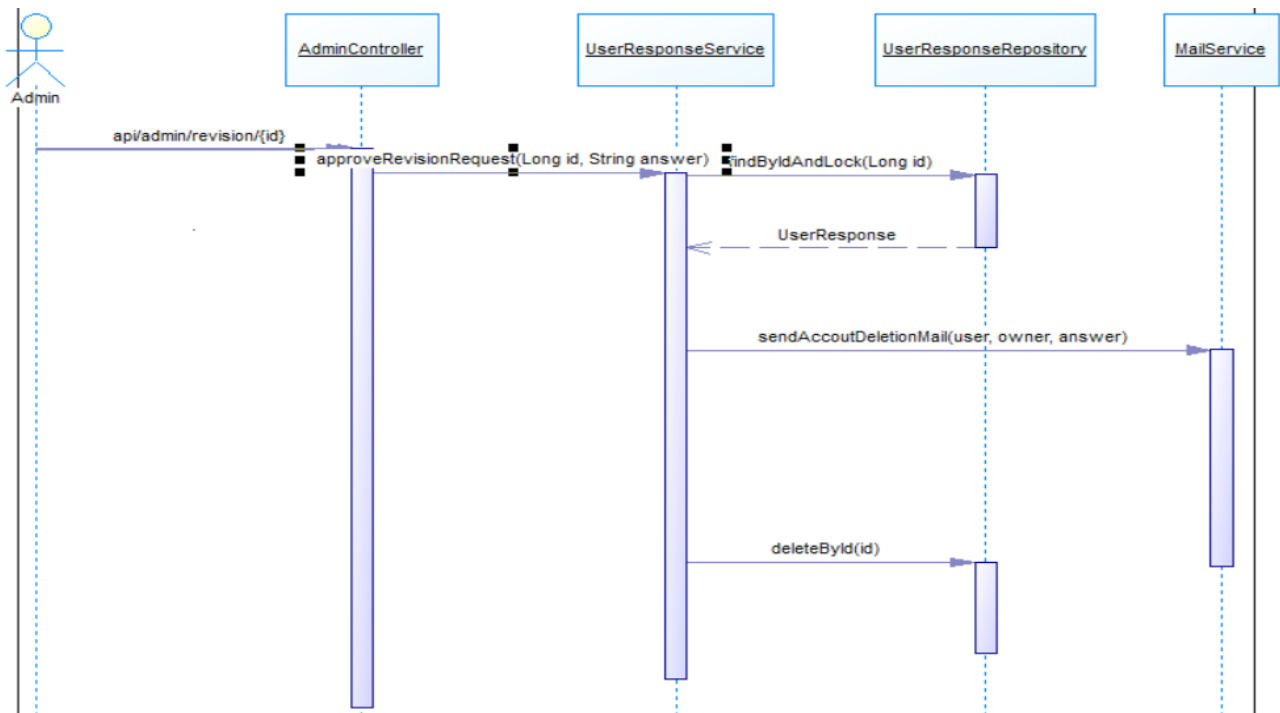 AdminController
UserResponseService
UserResponseRepository
MailService
Admin
api/admin/revision/{id}
approveRevisionRequest(Long id, String answer)
findByIdAndLock(Long id)
UserResponse
sendAccoutDeletionMail(user, owner, answer)
deleteById(id)